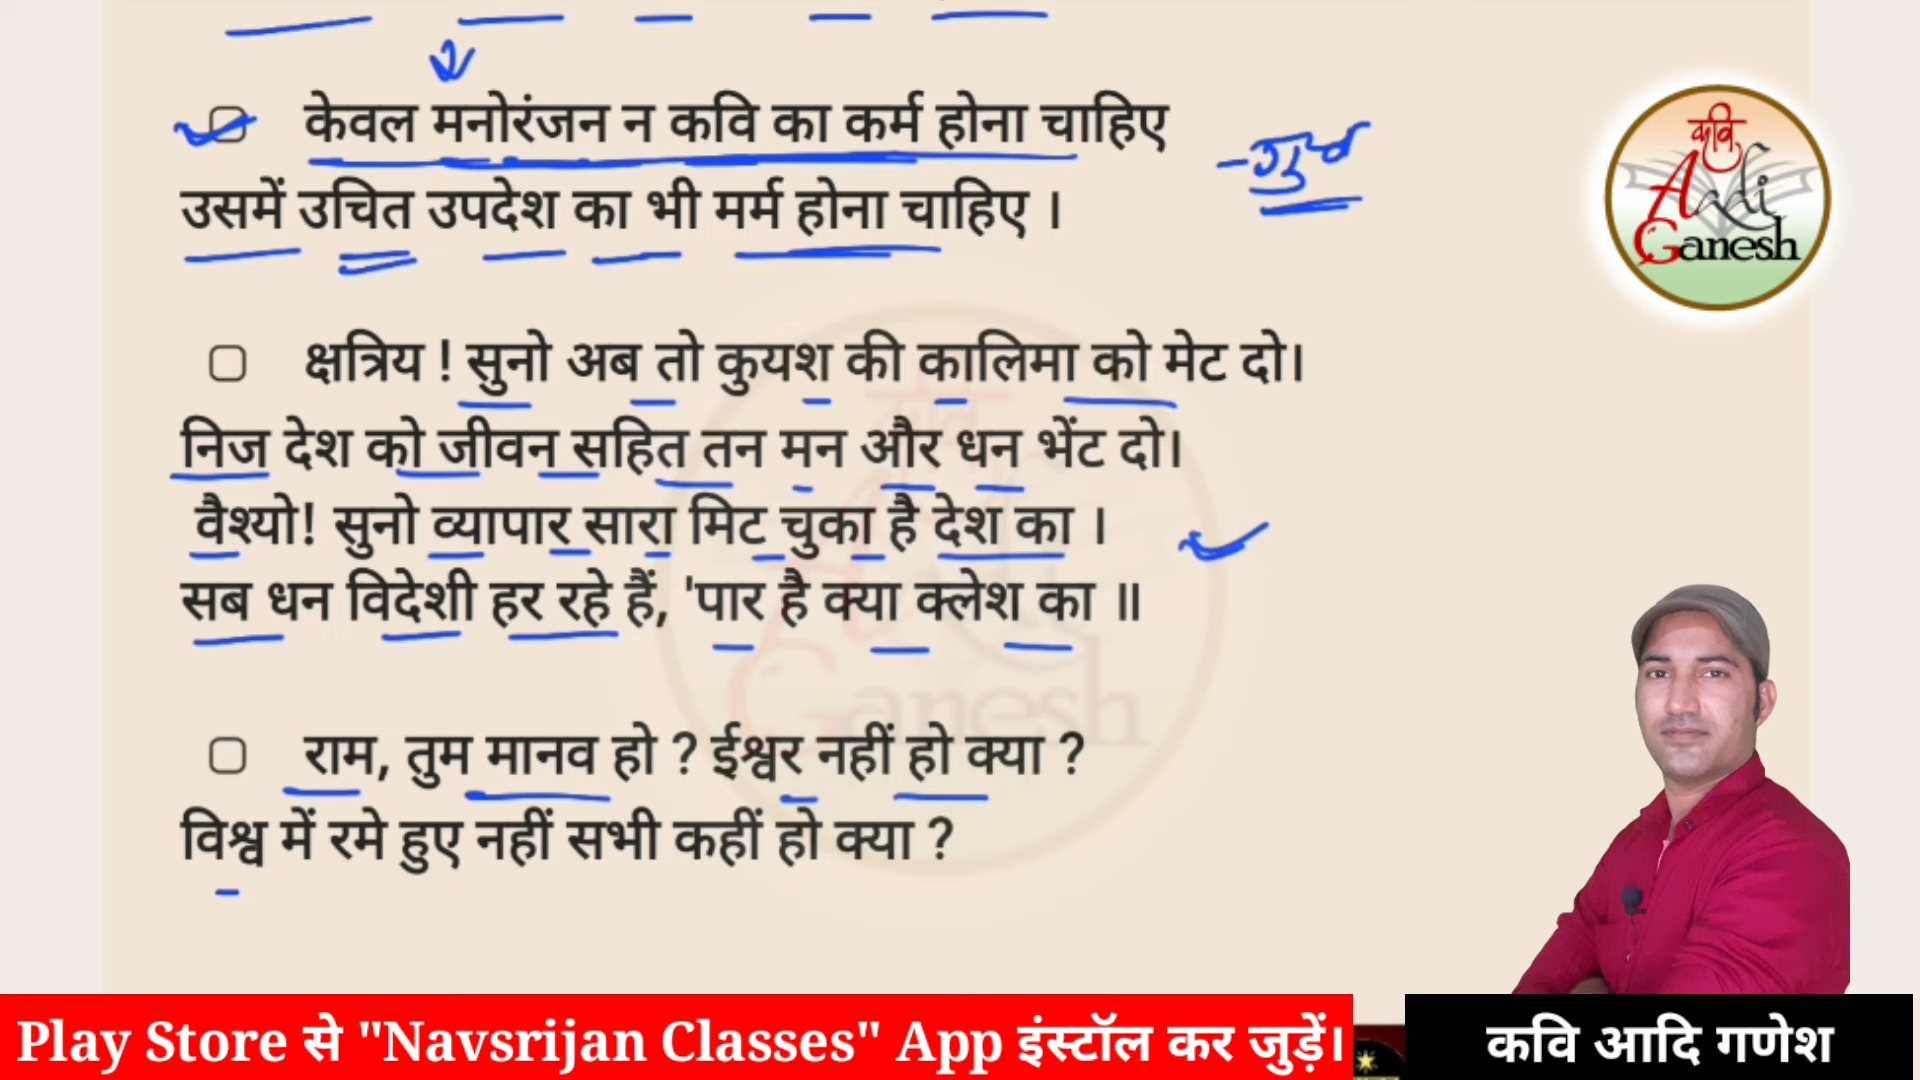 केवल मनोरंजन न कवि का कर्म होना चाहिए
उसमें उचित उपदेश का भी मर्म होना चाहिए ।
क्षत्रिय ! सुनो अब तो कुयश की कालिमा को मेट दो।
निज देश को जीवन सहित तन मन और धन भेंट दो।
वैश्यो! सुनो व्यापार सारा मिट चुका है देश का ।
सब धन विदेशी हर रहे हैं, 'पार है क्या क्लेश का ॥
राम, तुम मानव हो ? ईश्वर नहीं हो क्या ?
विश्व में रमे हुए नहीं सभी कहीं हो क्या ?
कवि
Aadi
Ganesh
Play Store से "Navsrijan Classes" App इंस्टॉल कर जुड़ें।
कवि आदि गणेश